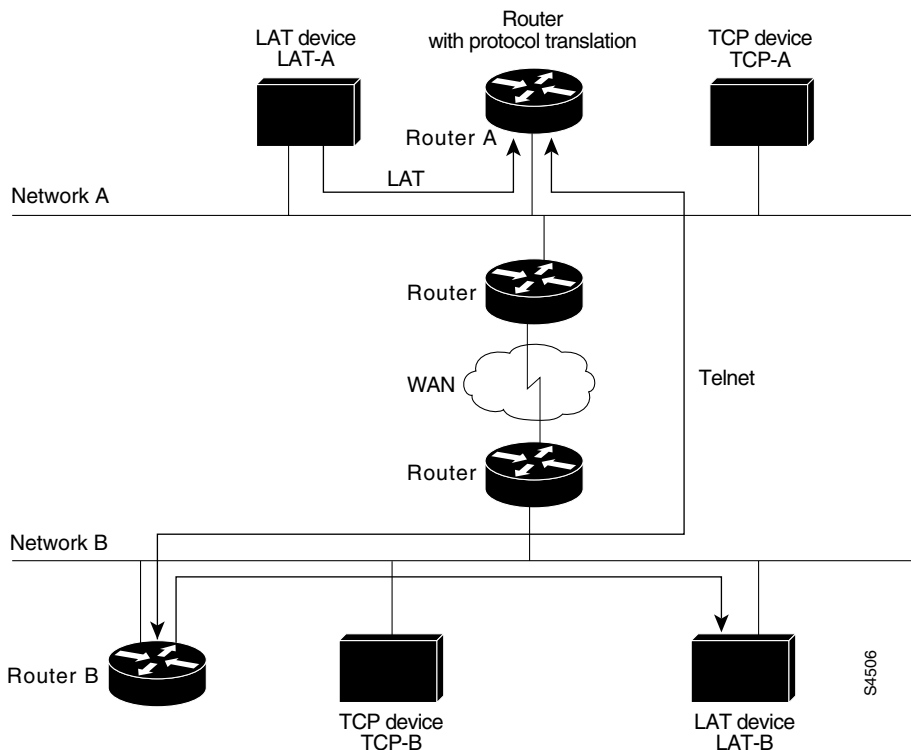 LAT device
LAT-A
Router
with protocol translation
TCP device
TCP-A
Router A
LAT
Network A
Router
WAN
Telnet
Router
Network B
Router B
TCP device
TCP-B
LAT device
LAT-B
S4506